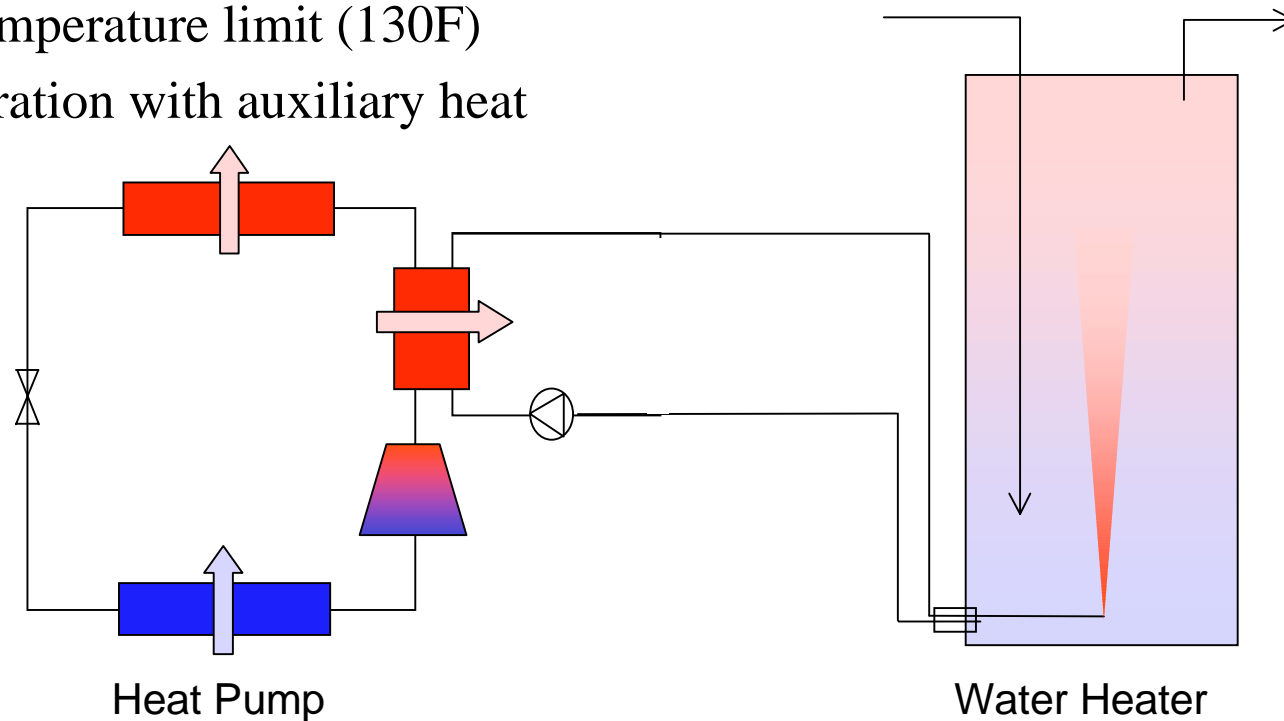 mperature limit (130F)
ration with auxiliary heat
Heat Pump
Water Heater